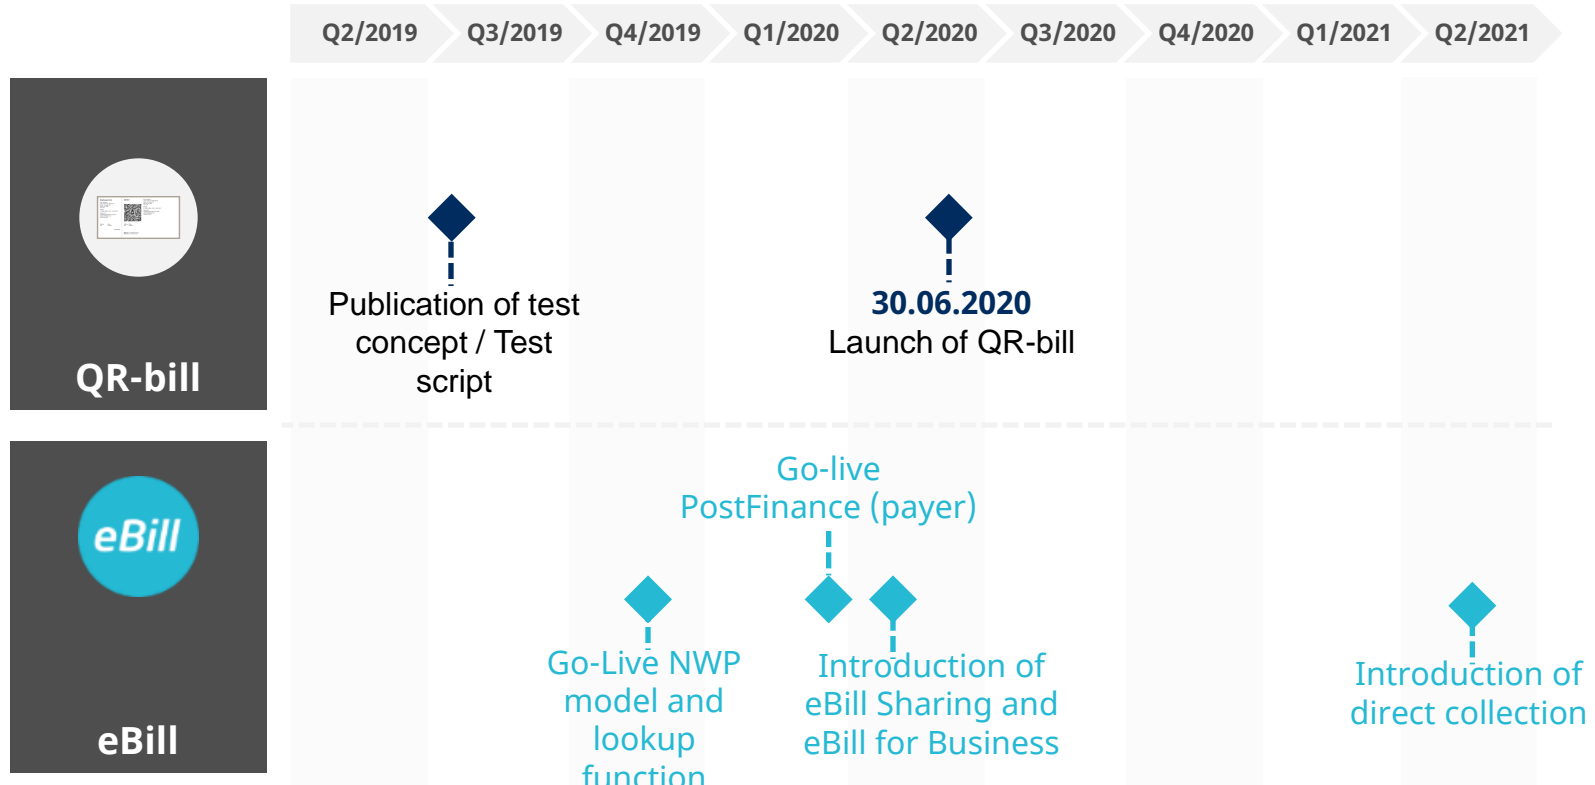 Q2/2019 Q3/2019 Q4/2019 Q1/2020 Q2/2020 Q3/2020 Q4/2020 Q1/2021 Q2/2021
QR-bill
Publication of test
concept / Test
script
30.06.2020
Launch of QR-bill
eBill
eBill
Go-live
PostFinance (payer)
Go-Live NWP
model and
lookup
function
Introduction of
eBill Sharing and
eBill for Business
Introduction of
direct collection